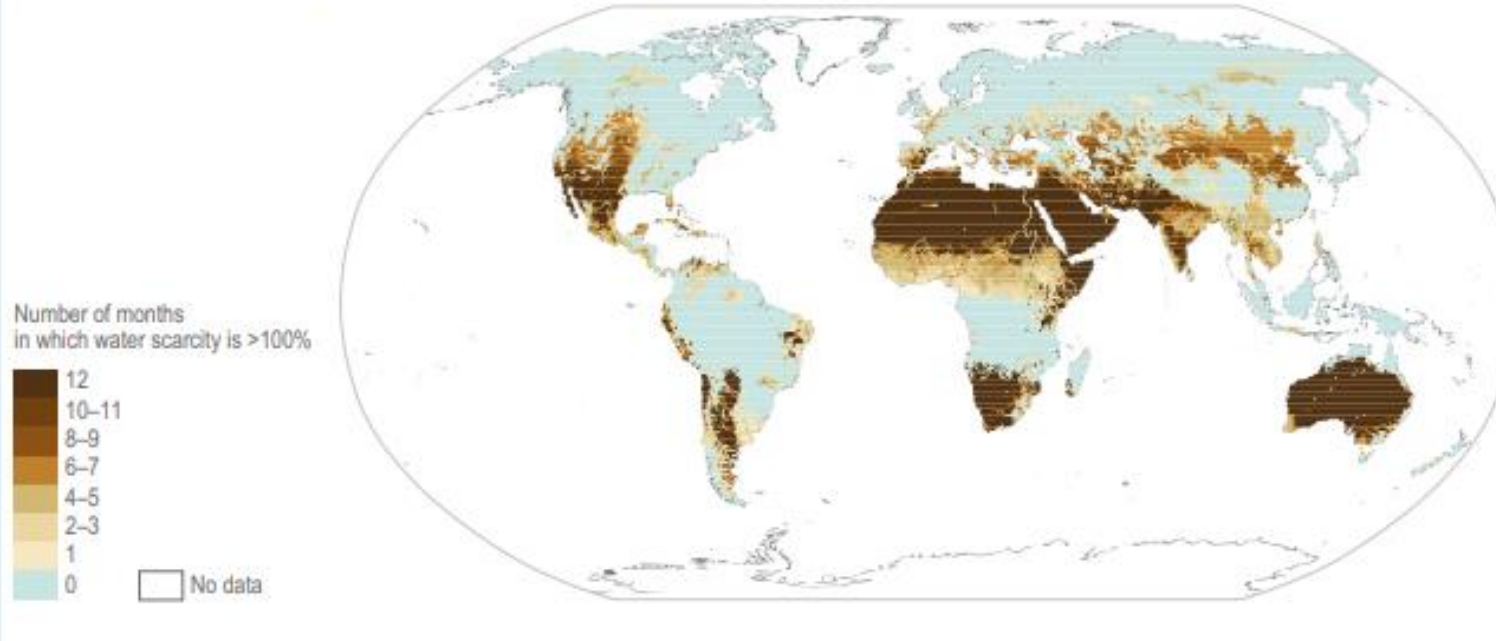 Number of months
in which water scarcity is >100%
12
10–11
8–9
6–7
4–5
2–3
1
0
No data